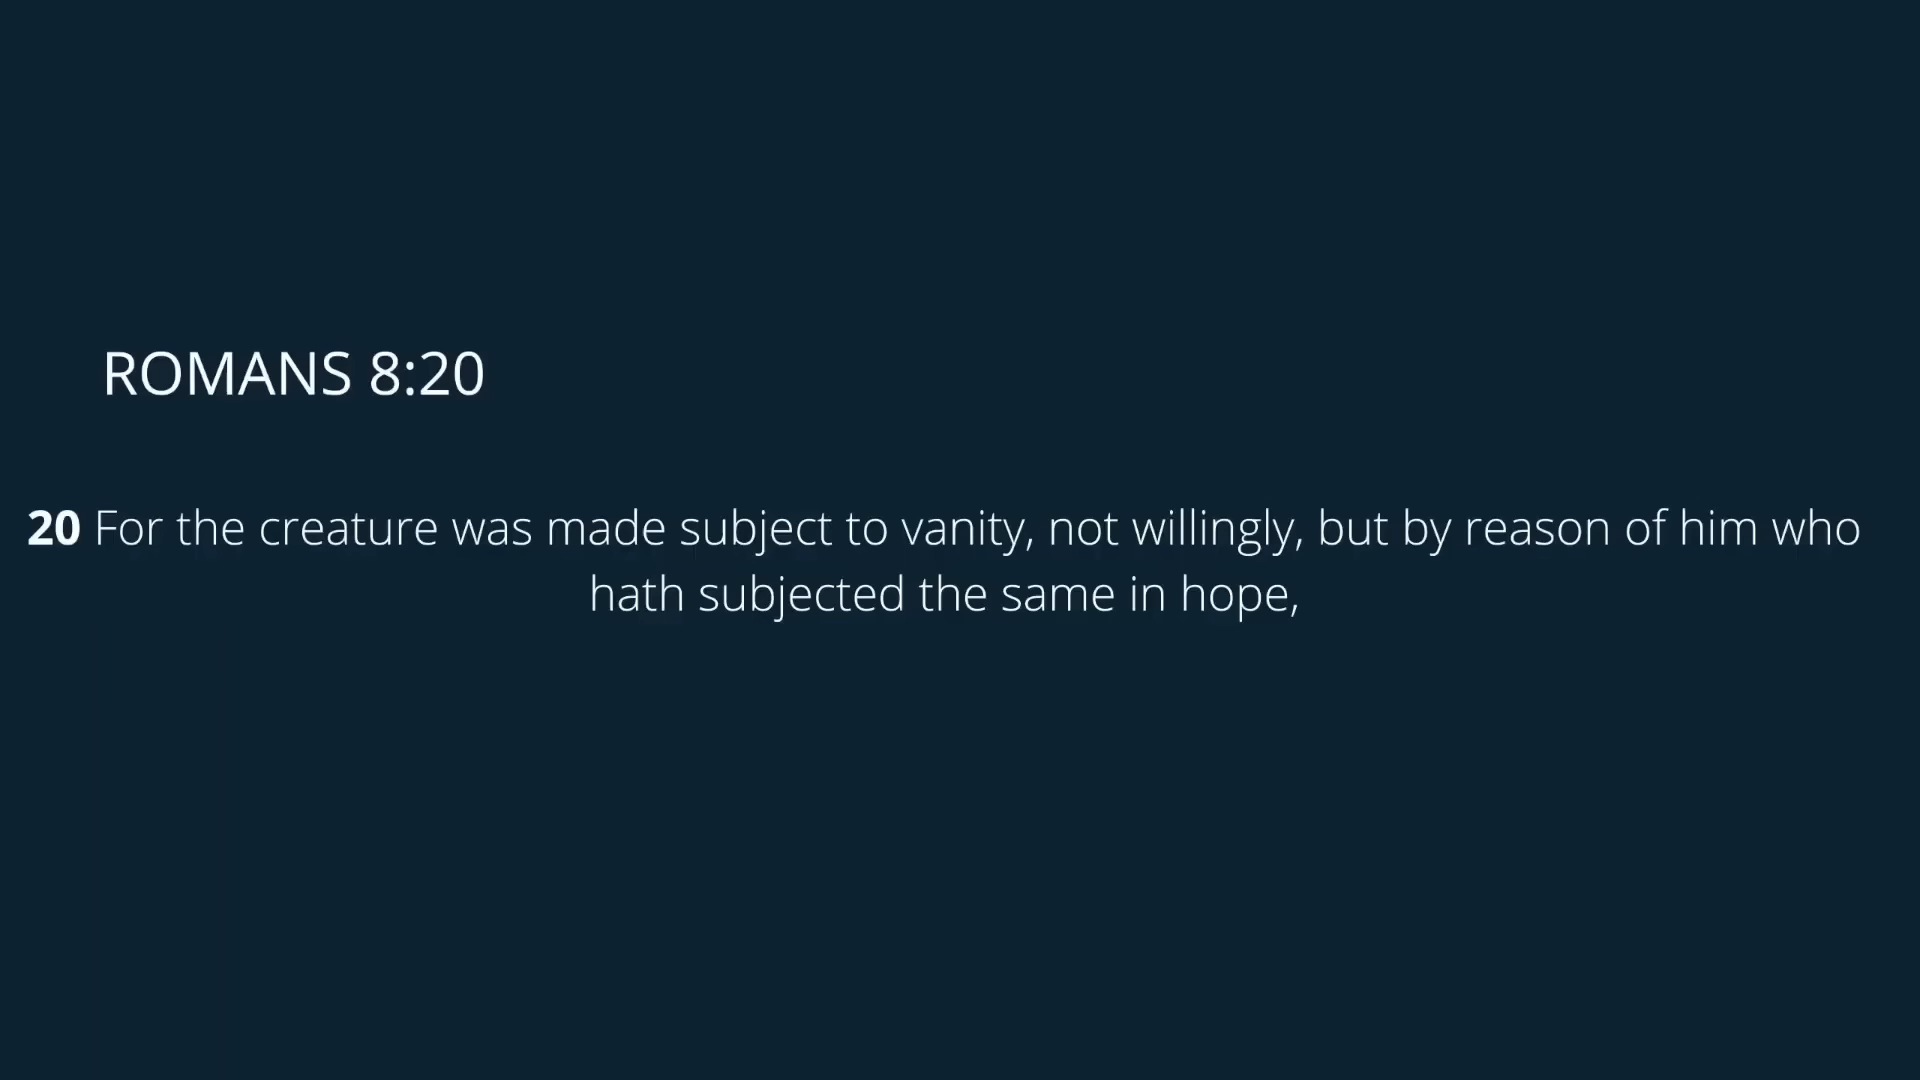 ROMANS 8:20
20 For the creature was made subject to vanity, not willingly, but by reason of him who
hath subjected the same in hope,